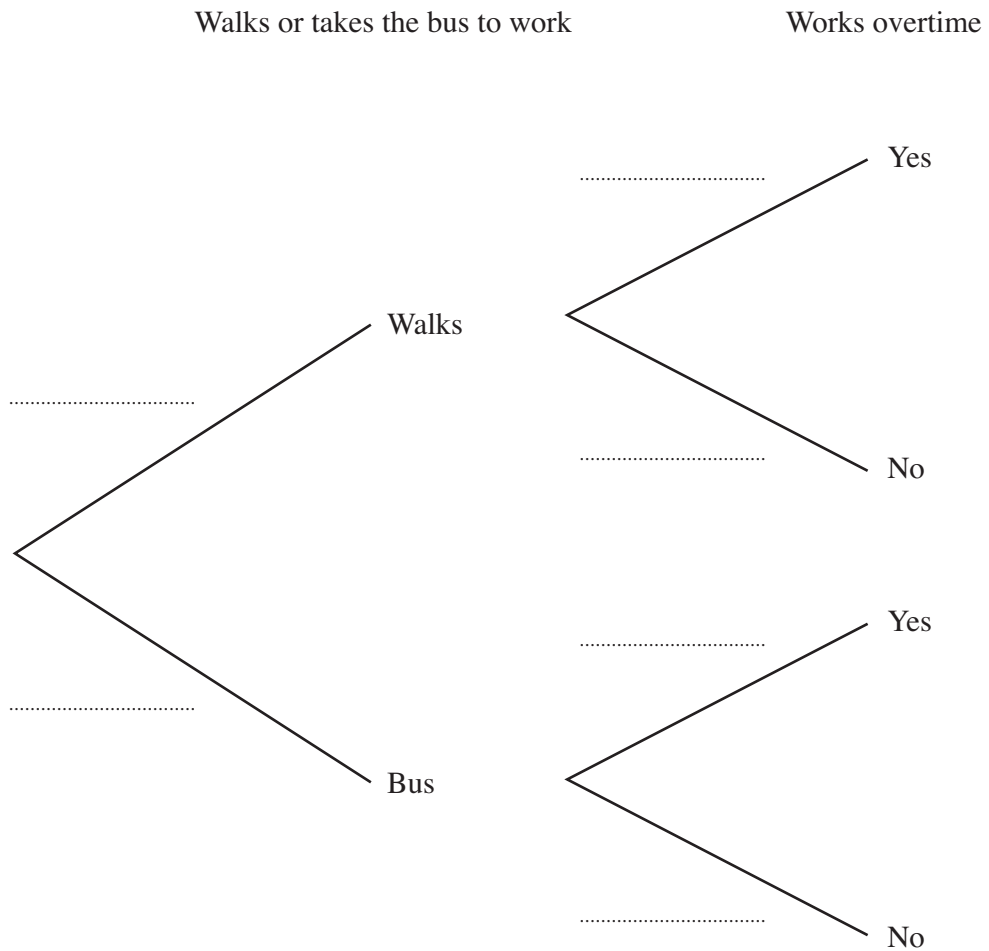 Walks or takes the bus to work
Works overtime
Yes
Walks
No
Yes
Bus
No